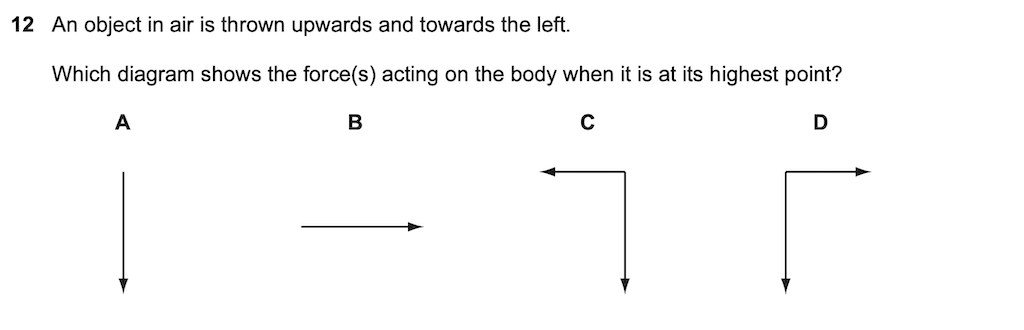 12 An object in air is thrown upwards and towards the left.
Which diagram shows the force(s) acting on the body when it is at its highest point?
A B C D